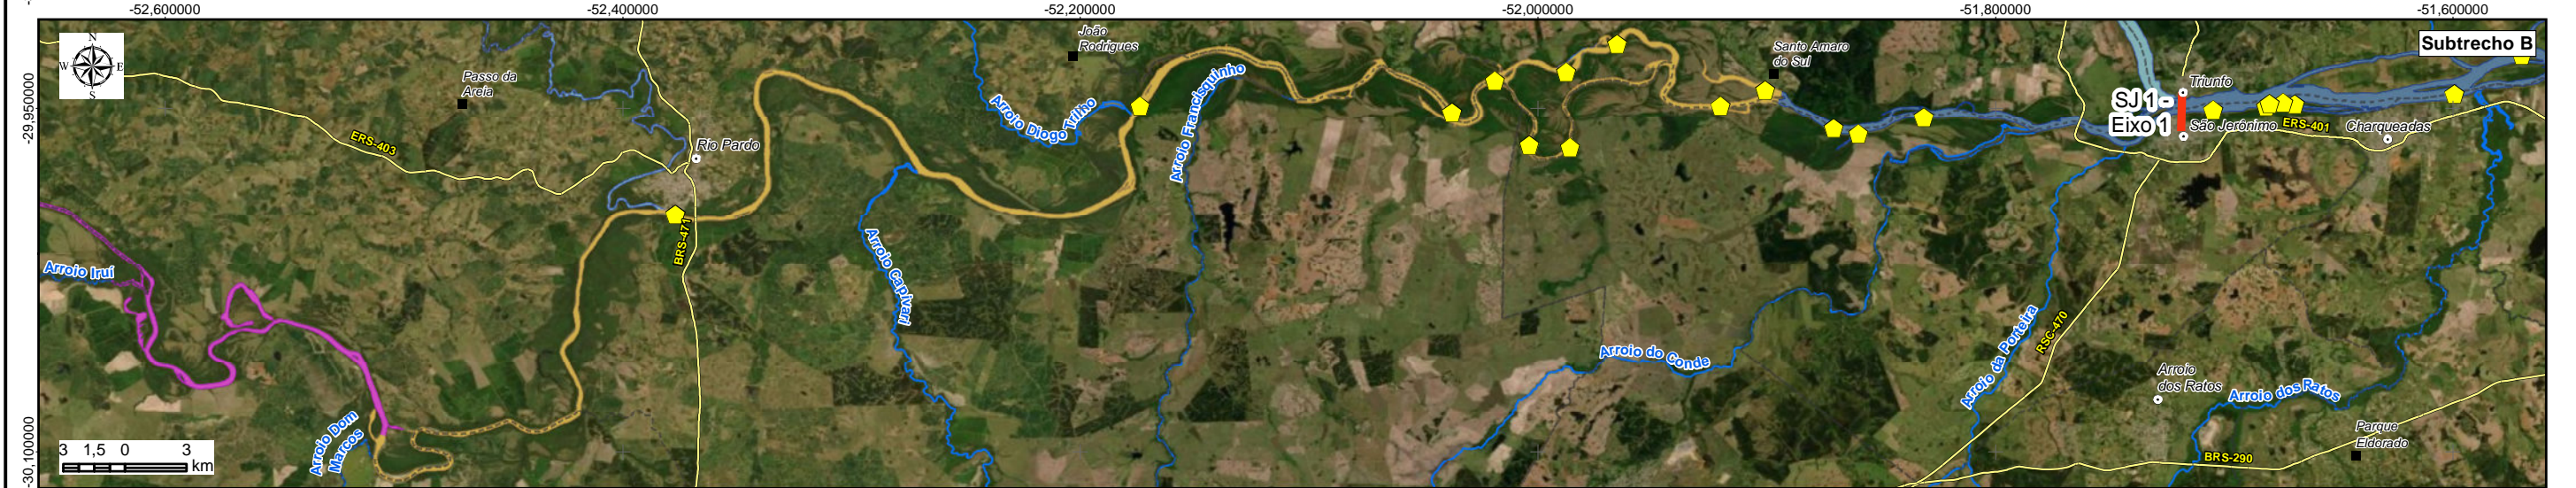 -52,600000
-52,400000
-52,200000
-52,000000
-51,800000
-51,600000
Subtrecho B
N
W E
S
-29,950000
-30,100000
João
Rodrigues
Passo da
Areia
ERS-403
Rio Pardo
BRS-471
Arroio Diogo Trilho
Arroio Francisquinho
Arroio Capivari
Arroio Iruí
Arroio Dom
Marcos
Santo Amaro
do Sul
Triunfo
SJ 1 -
Eixo 1
São Jerônimo
ERS-401
Charqueadas
Arroio do Conde
Arroio da Porteira
RSC-470
Arroio
dos Ratos
Arroio dos Ratos
Parque
Eldorado
BRS-290
3 1,5 0 3
km